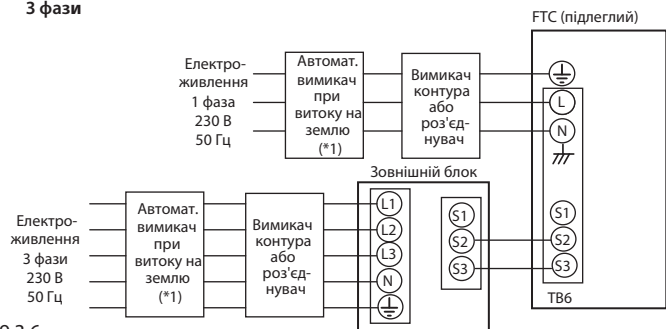 3 фази
FTC (підлеглий)
Електро-
живлення
1 фаза
230 В
50 Гц
Автомат.
вимикач
при
витоку на
землю
(*1)
Вимикач
контура
або
роз'єд-
нувач
L
N
S1
S2
S3
TB6
Зовнішній блок
Електро-
живлення
3 фази
230 В
50 Гц
Автомат.
вимикач
при
витоку на
землю
(*1)
Вимикач
контура
або
роз'єд-
нувач
L1
L2
L3
N
S1
S2
S3